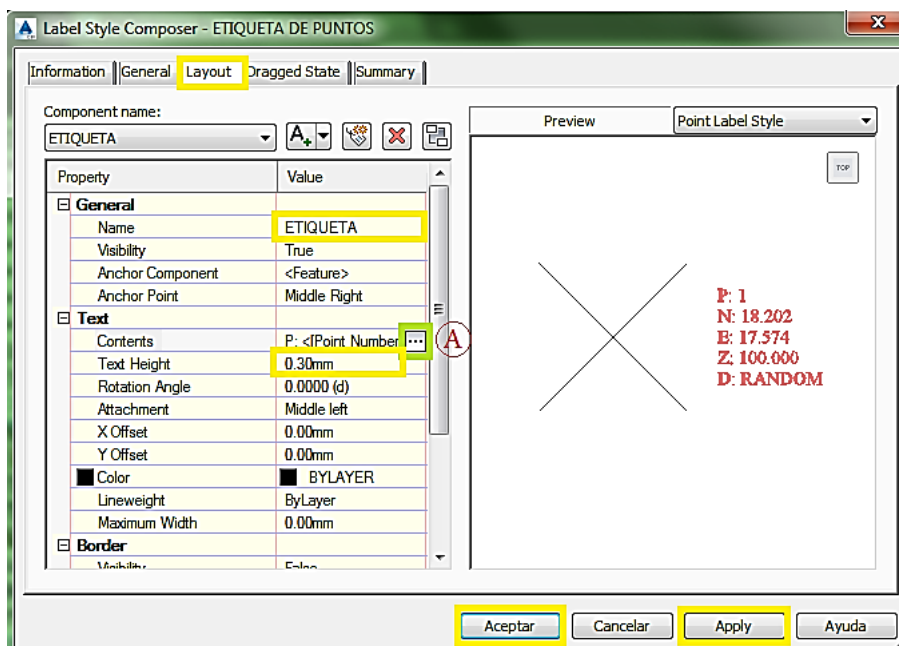 Label Style Composer - ETIQUETA DE PUNTOS
Information General Layout Dragged State Summary
Component name:
ETIQUETA
Preview Point Label Style
Property Value
General
Name ETIQUETA
Visibility True
Anchor Component <Feature>
Anchor Point Middle Right
Text
Contents P: <[Point Number ... A
Text Height 0.30mm
Rotation Angle 0.0000 (d)
Attachment Middle left
X Offset 0.00mm
Y Offset 0.00mm
Color BYLAYER
Lineweight ByLayer
Maximum Width 0.00mm
Border
Visibility False
TOP
P: 1
N: 18.202
E: 17.574
Z: 100.000
D: RANDOM
Aceptar Cancelar Apply Ayuda